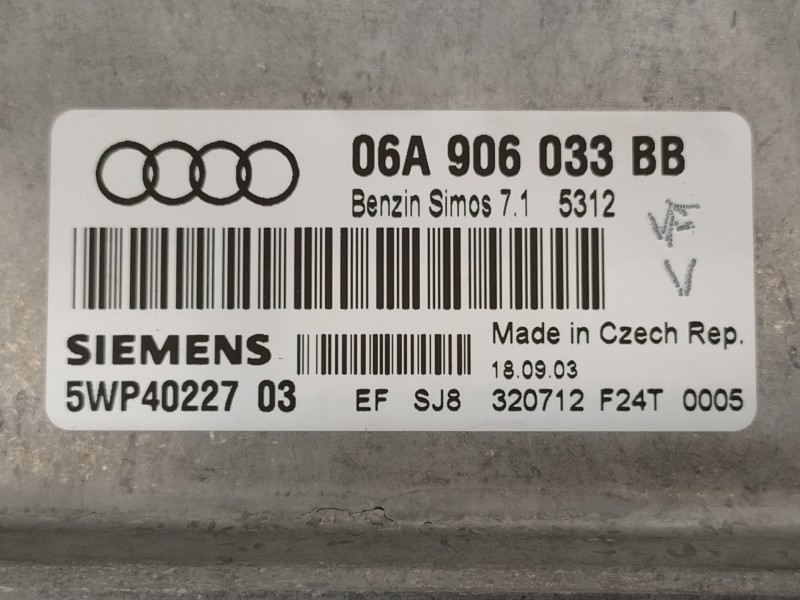 06A 906 033 BB
Benzin Simos 7.1 5312
VF
V
SIEMENS
Made in Czech Rep.
18.09.03
5WP40227 03 EF SJ8 320712 F24T 0005